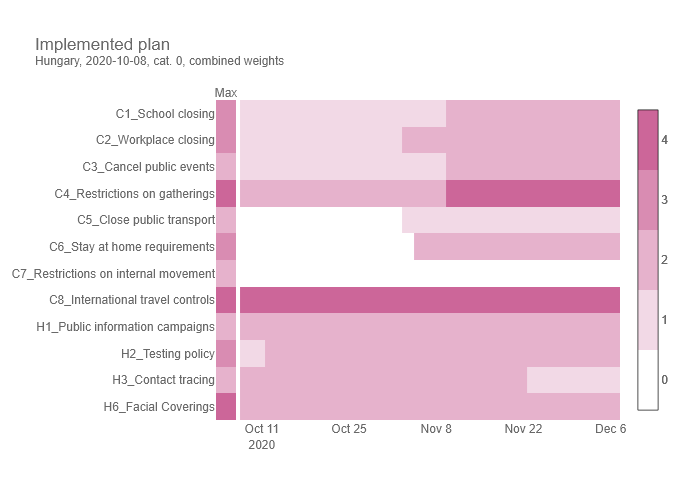 Implemented plan
Hungary, 2020-10-08, cat. 0, combined weights
Max
C1_School closing
C2_Workplace closing
C3_Cancel public events
C4_Restrictions on gatherings
C5_Close public transport
C6_Stay at home requirements
C7_Restrictions on internal movement
C8_International travel controls
H1_Public information campaigns
H2_Testing policy
H3_Contact tracing
H6_Facial Coverings
Oct 11
2020
Oct 25
Nov 8
Nov 22
Dec 6
4
3
2
1
0